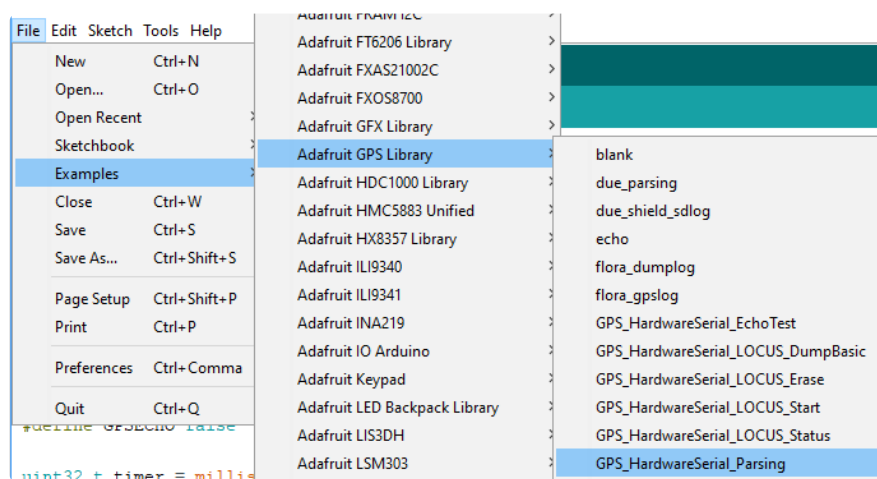 File Edit Sketch Tools Help
New Ctrl+N
Open... Ctrl+O
Open Recent
Sketchbook
Examples
Close Ctrl+W
Save Ctrl+S
Save As... Ctrl+Shift+S
Page Setup Ctrl+Shift+P
Print Ctrl+P
Preferences Ctrl+Comma
Quit Ctrl+Q
#define GPSECHO false
uint32_t timer = millis
Adafruit FRAM I2C
Adafruit FT6206 Library
Adafruit FXAS21002C
Adafruit FXOS8700
Adafruit GFX Library
Adafruit GPS Library
Adafruit HDC1000 Library
Adafruit HMC5883 Unified
Adafruit HX8357 Library
Adafruit ILI9340
Adafruit ILI9341
Adafruit INA219
Adafruit IO Arduino
Adafruit Keypad
Adafruit LED Backpack Library
Adafruit LIS3DH
Adafruit LSM303
blank
due_parsing
due_shield_sdlog
echo
flora_dumplog
flora_gpslog
GPS_HardwareSerial_EchoTest
GPS_HardwareSerial_LOCUS_DumpBasic
GPS_HardwareSerial_LOCUS_Erase
GPS_HardwareSerial_LOCUS_Start
GPS_HardwareSerial_LOCUS_Status
GPS_HardwareSerial_Parsing